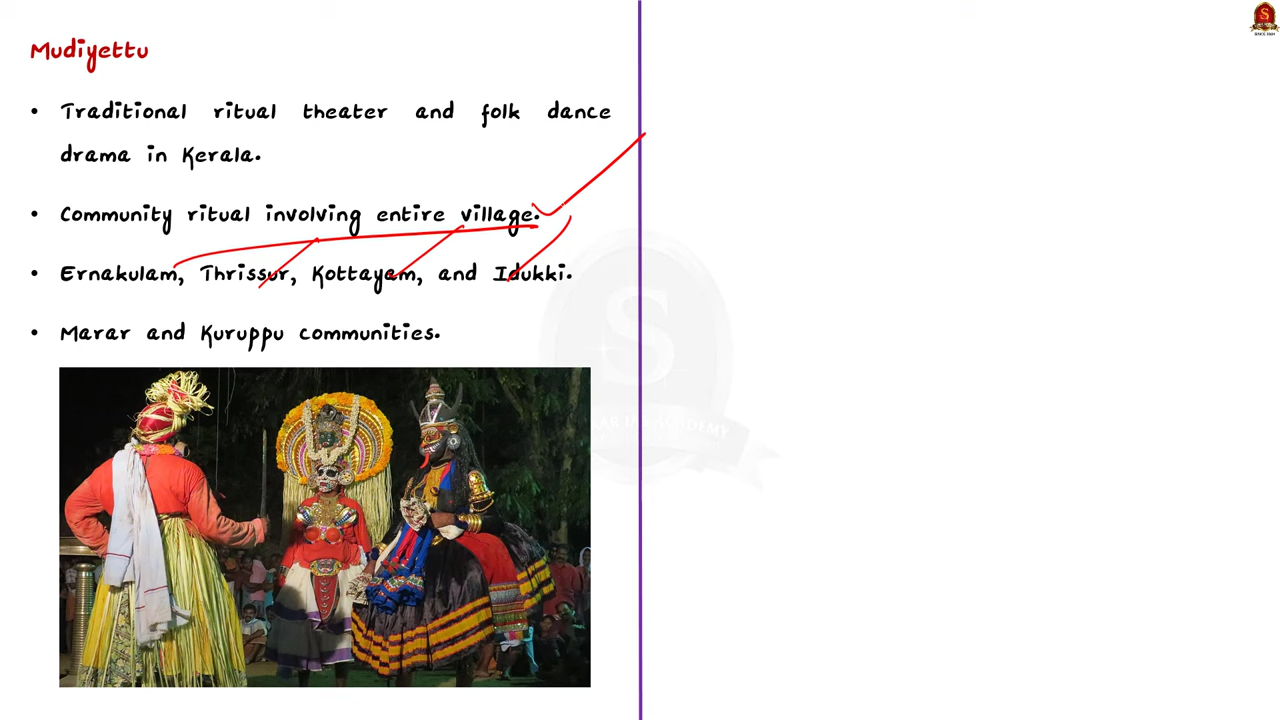 Mudiyettu
• Traditional ritual theater and folk dance
drama in Kerala.
• Community ritual involving entire village.
• Ernakulam, Thrissur, Kottayam, and Idukki.
• Marar and Kuruppu communities.
S
ACADEMY